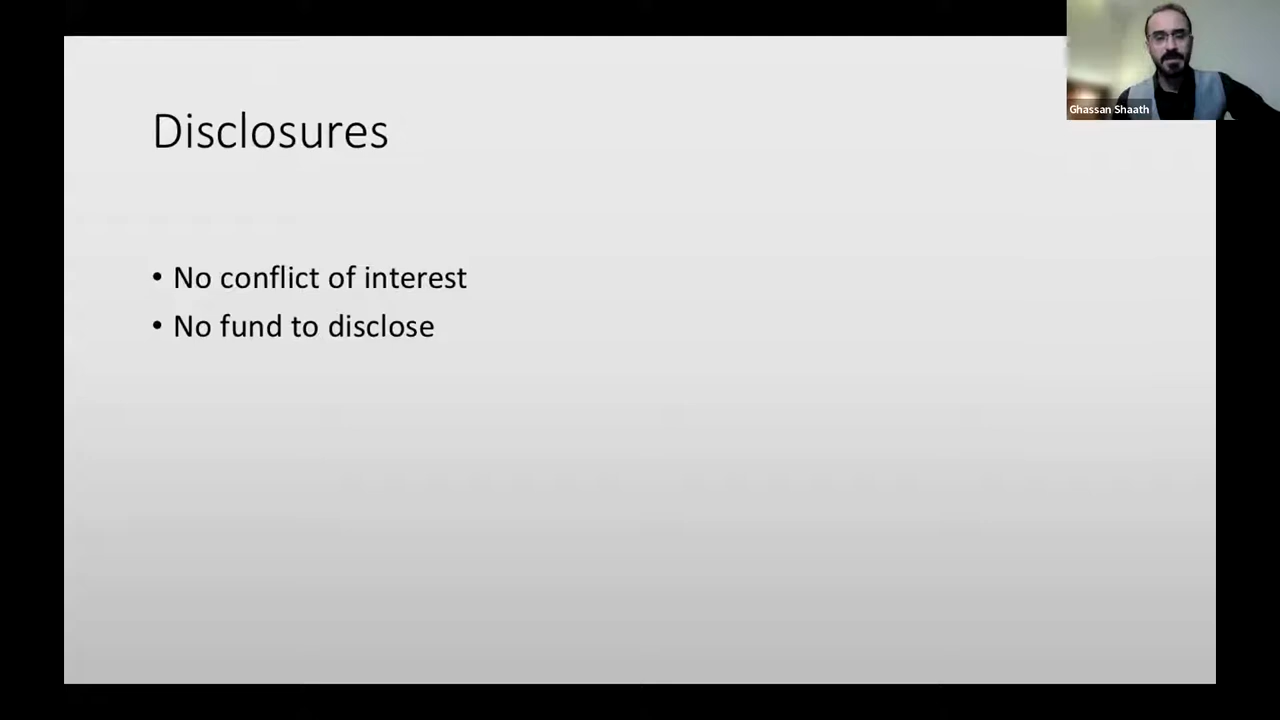 Disclosures
• No conflict of interest
• No fund to disclose
Ghassan Shaath